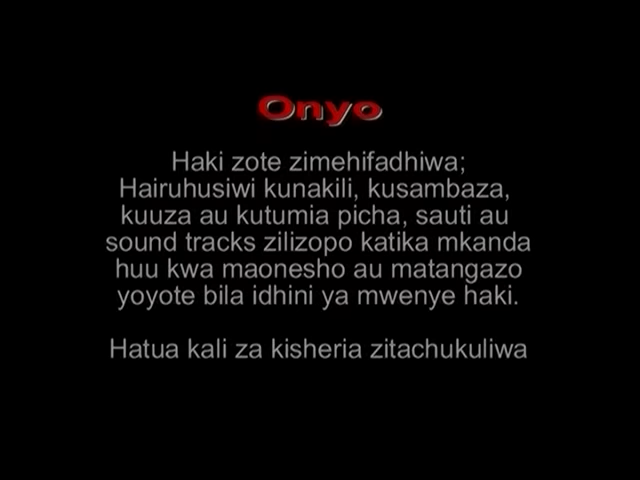 Onyo
Haki zote zimehifadhiwa;
Hairuhusiwi kunakili, kusambaza,
kuuza au kutumia picha, sauti au
sound tracks zilizopo katika mkanda
huu kwa maonesho au matangazo
yoyote bila idhini ya mwenye haki.
Hatua kali za kisheria zitachukuliwa